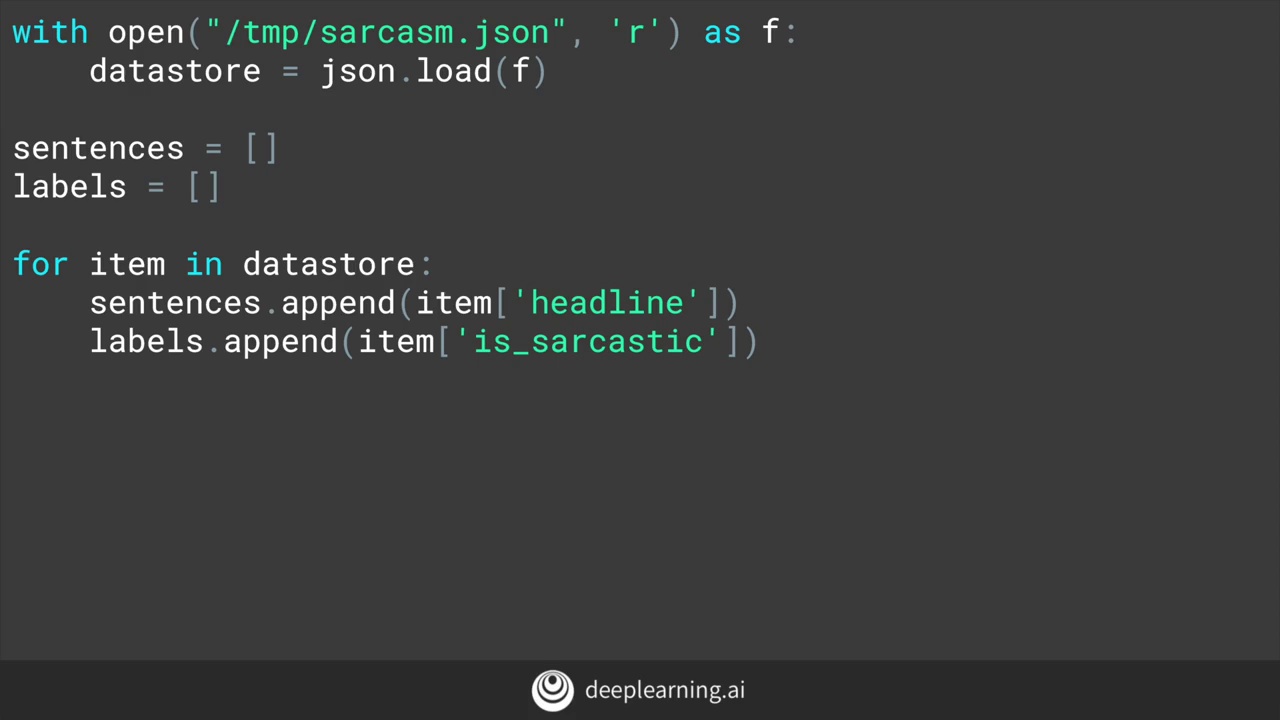 with open("/tmp/sarcasm.json", 'r') as f:
    datastore = json.load(f)

sentences = []
labels = []

for item in datastore:
    sentences.append(item['headline'])
    labels.append(item['is_sarcastic'])

deeplearning.ai